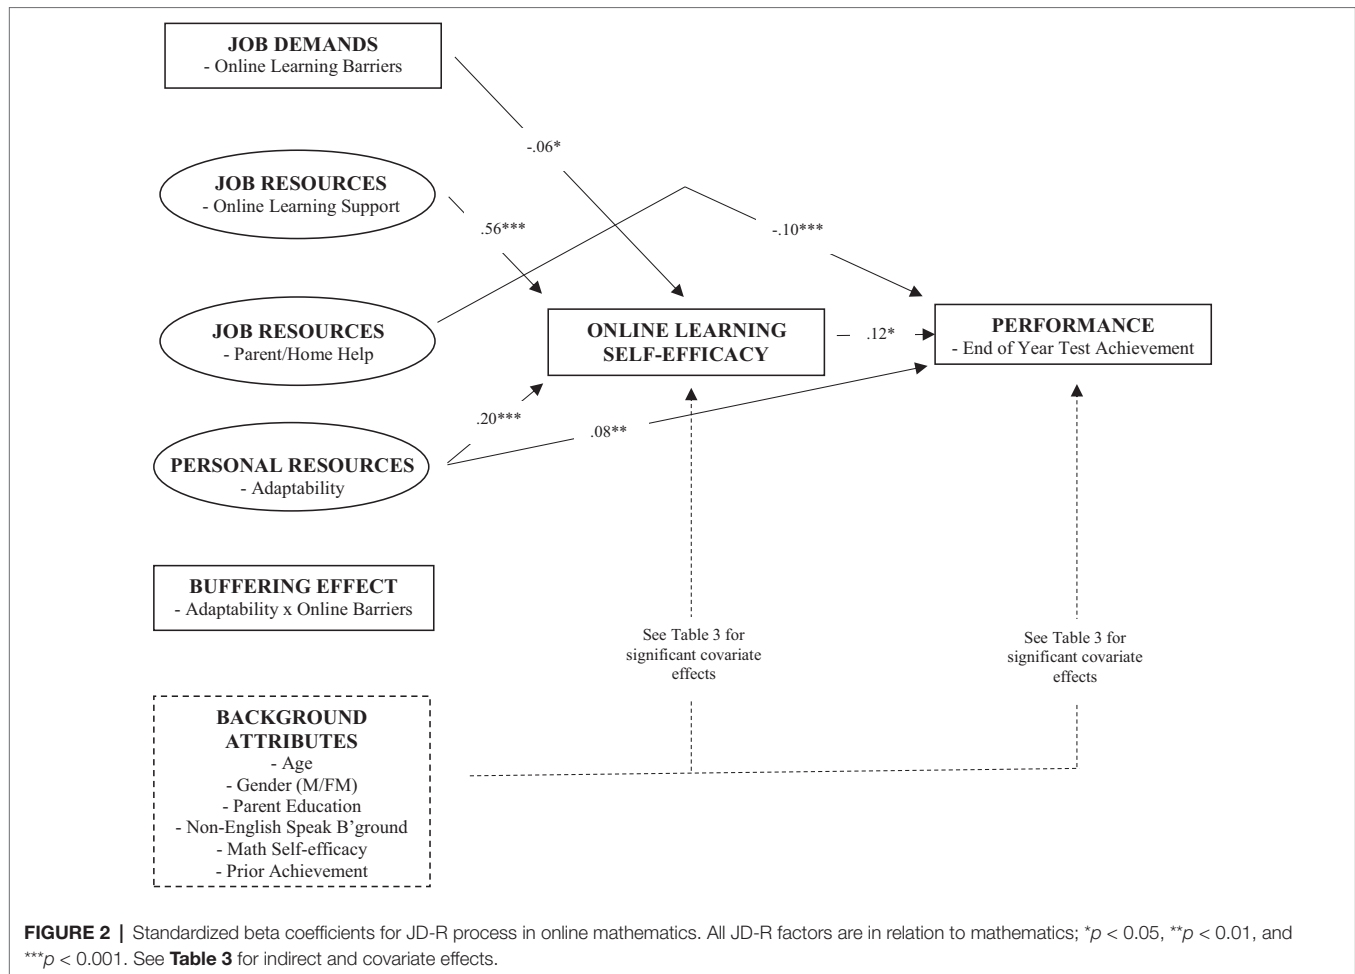 JOB DEMANDS
- Online Learning Barriers
-.06*
JOB RESOURCES
- Online Learning Support
.56***
-.10***
JOB RESOURCES
- Parent/Home Help
ONLINE LEARNING
SELF-EFFICACY
.12*
PERFORMANCE
- End of Year Test Achievement
.20***
.08**
PERSONAL RESOURCES
- Adaptability
BUFFERING EFFECT
- Adaptability x Online Barriers
See Table 3 for
significant covariate
effects
See Table 3 for
significant covariate
effects
BACKGROUND
ATTRIBUTES
- Age
- Gender (M/FM)
- Parent Education
- Non-English Speak B’ground
- Math Self-efficacy
- Prior Achievement
FIGURE 2 | Standardized beta coefficients for JD-R process in online mathematics. All JD-R factors are in relation to mathematics; *p < 0.05, **p < 0.01, and
***p < 0.001. See Table 3 for indirect and covariate effects.